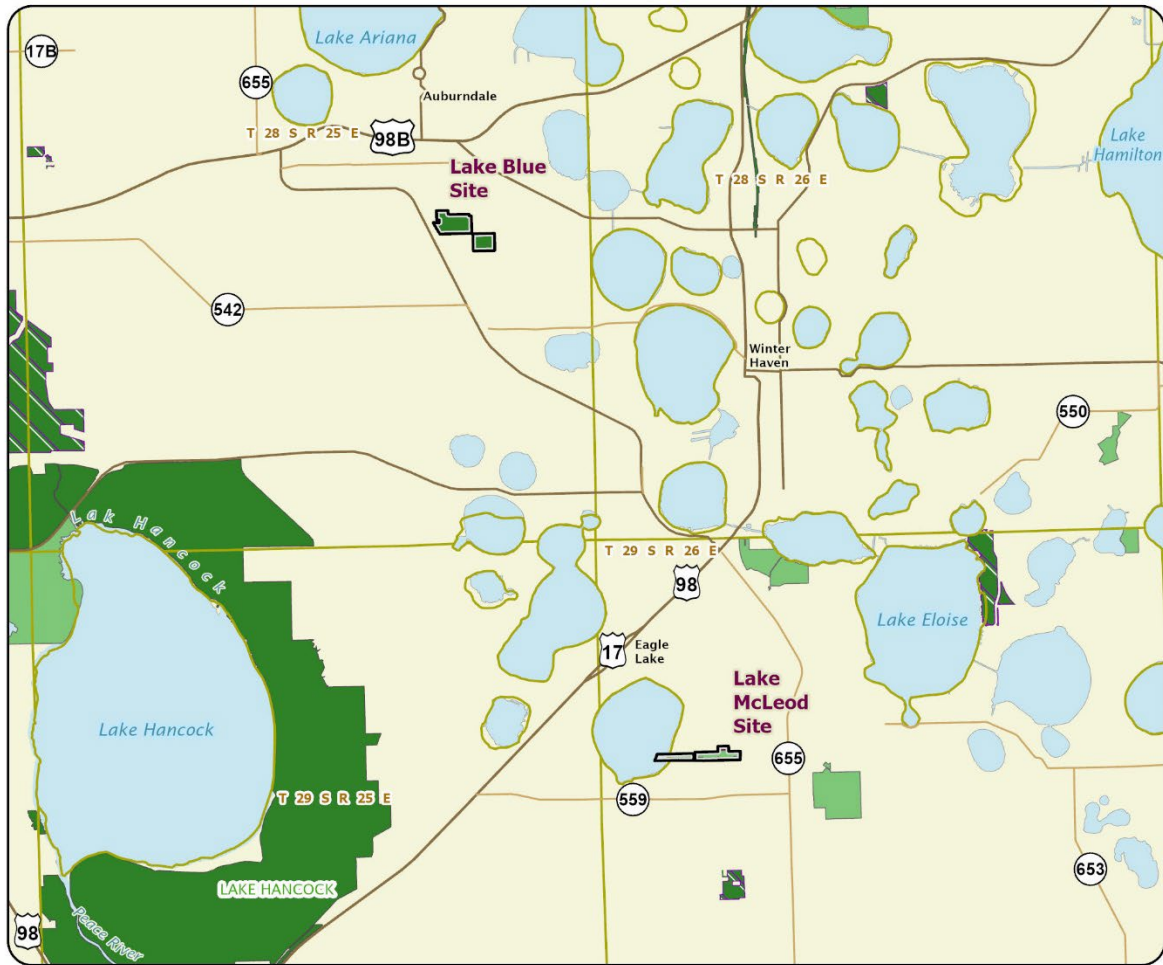 Lake Ariana
17B
655
Auburndale
T 28 S R 25 E
98B
Lake
Hamilton
Lake Blue
Site
T 28 S R 26 E
542
Winter
Haven
550
Lak Hancock
T 29 S R 26 E
98
Lake Eloise
17
Eagle
Lake
Lake
McLeod
Site
Lake Hancock
655
T 29 S R 25 E
559
653
LAKE HANCOCK
Peace River
98